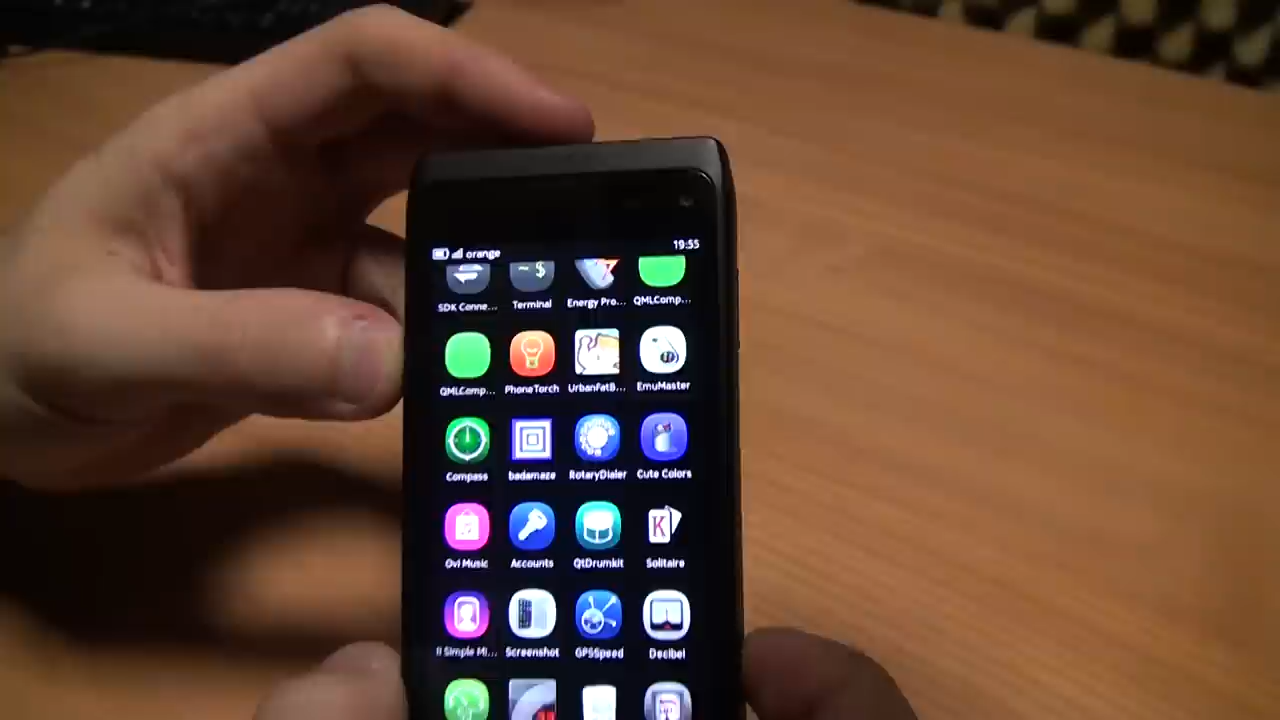 orange 19:55
SDK Conne... Terminal Energy Pro... QMLComp...
~ $
QMLComp... PhoneTorch UrbanFatB... EmuMaster
Compass badamaze RotaryDialer Cute Colors
Ovi Music Accounts QtDrumkit Solitaire
K
Screenshot GPSSpeed Decibel